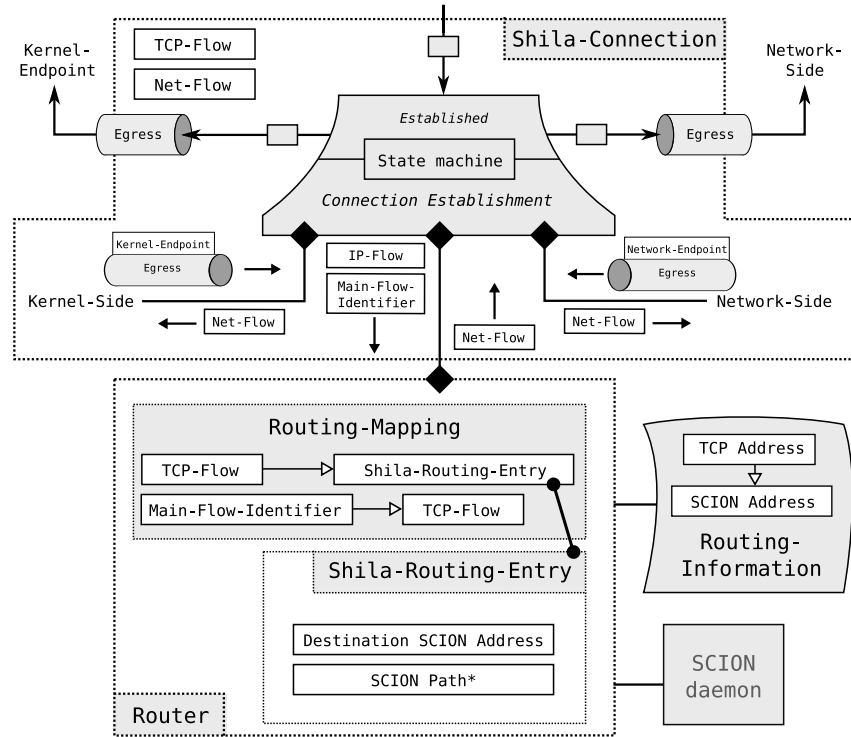 Kernel-
Endpoint
TCP-Flow
Net-Flow
Shila-Connection
Network-
Side
Egress
Established
Egress
State machine
Connection Establishment
Kernel-Endpoint
Egress
IP-Flow
Main-Flow-
Identifier
Network-Endpoint
Egress
Kernel-Side
Network-Side
Net-Flow
Net-Flow
Net-Flow
Routing-Mapping
TCP-Flow
Shila-Routing-Entry
Main-Flow-Identifier
TCP-Flow
TCP Address
SCION Address
Routing-
Information
Shila-Routing-Entry
Destination SCION Address
SCION Path*
SCION
daemon
Router